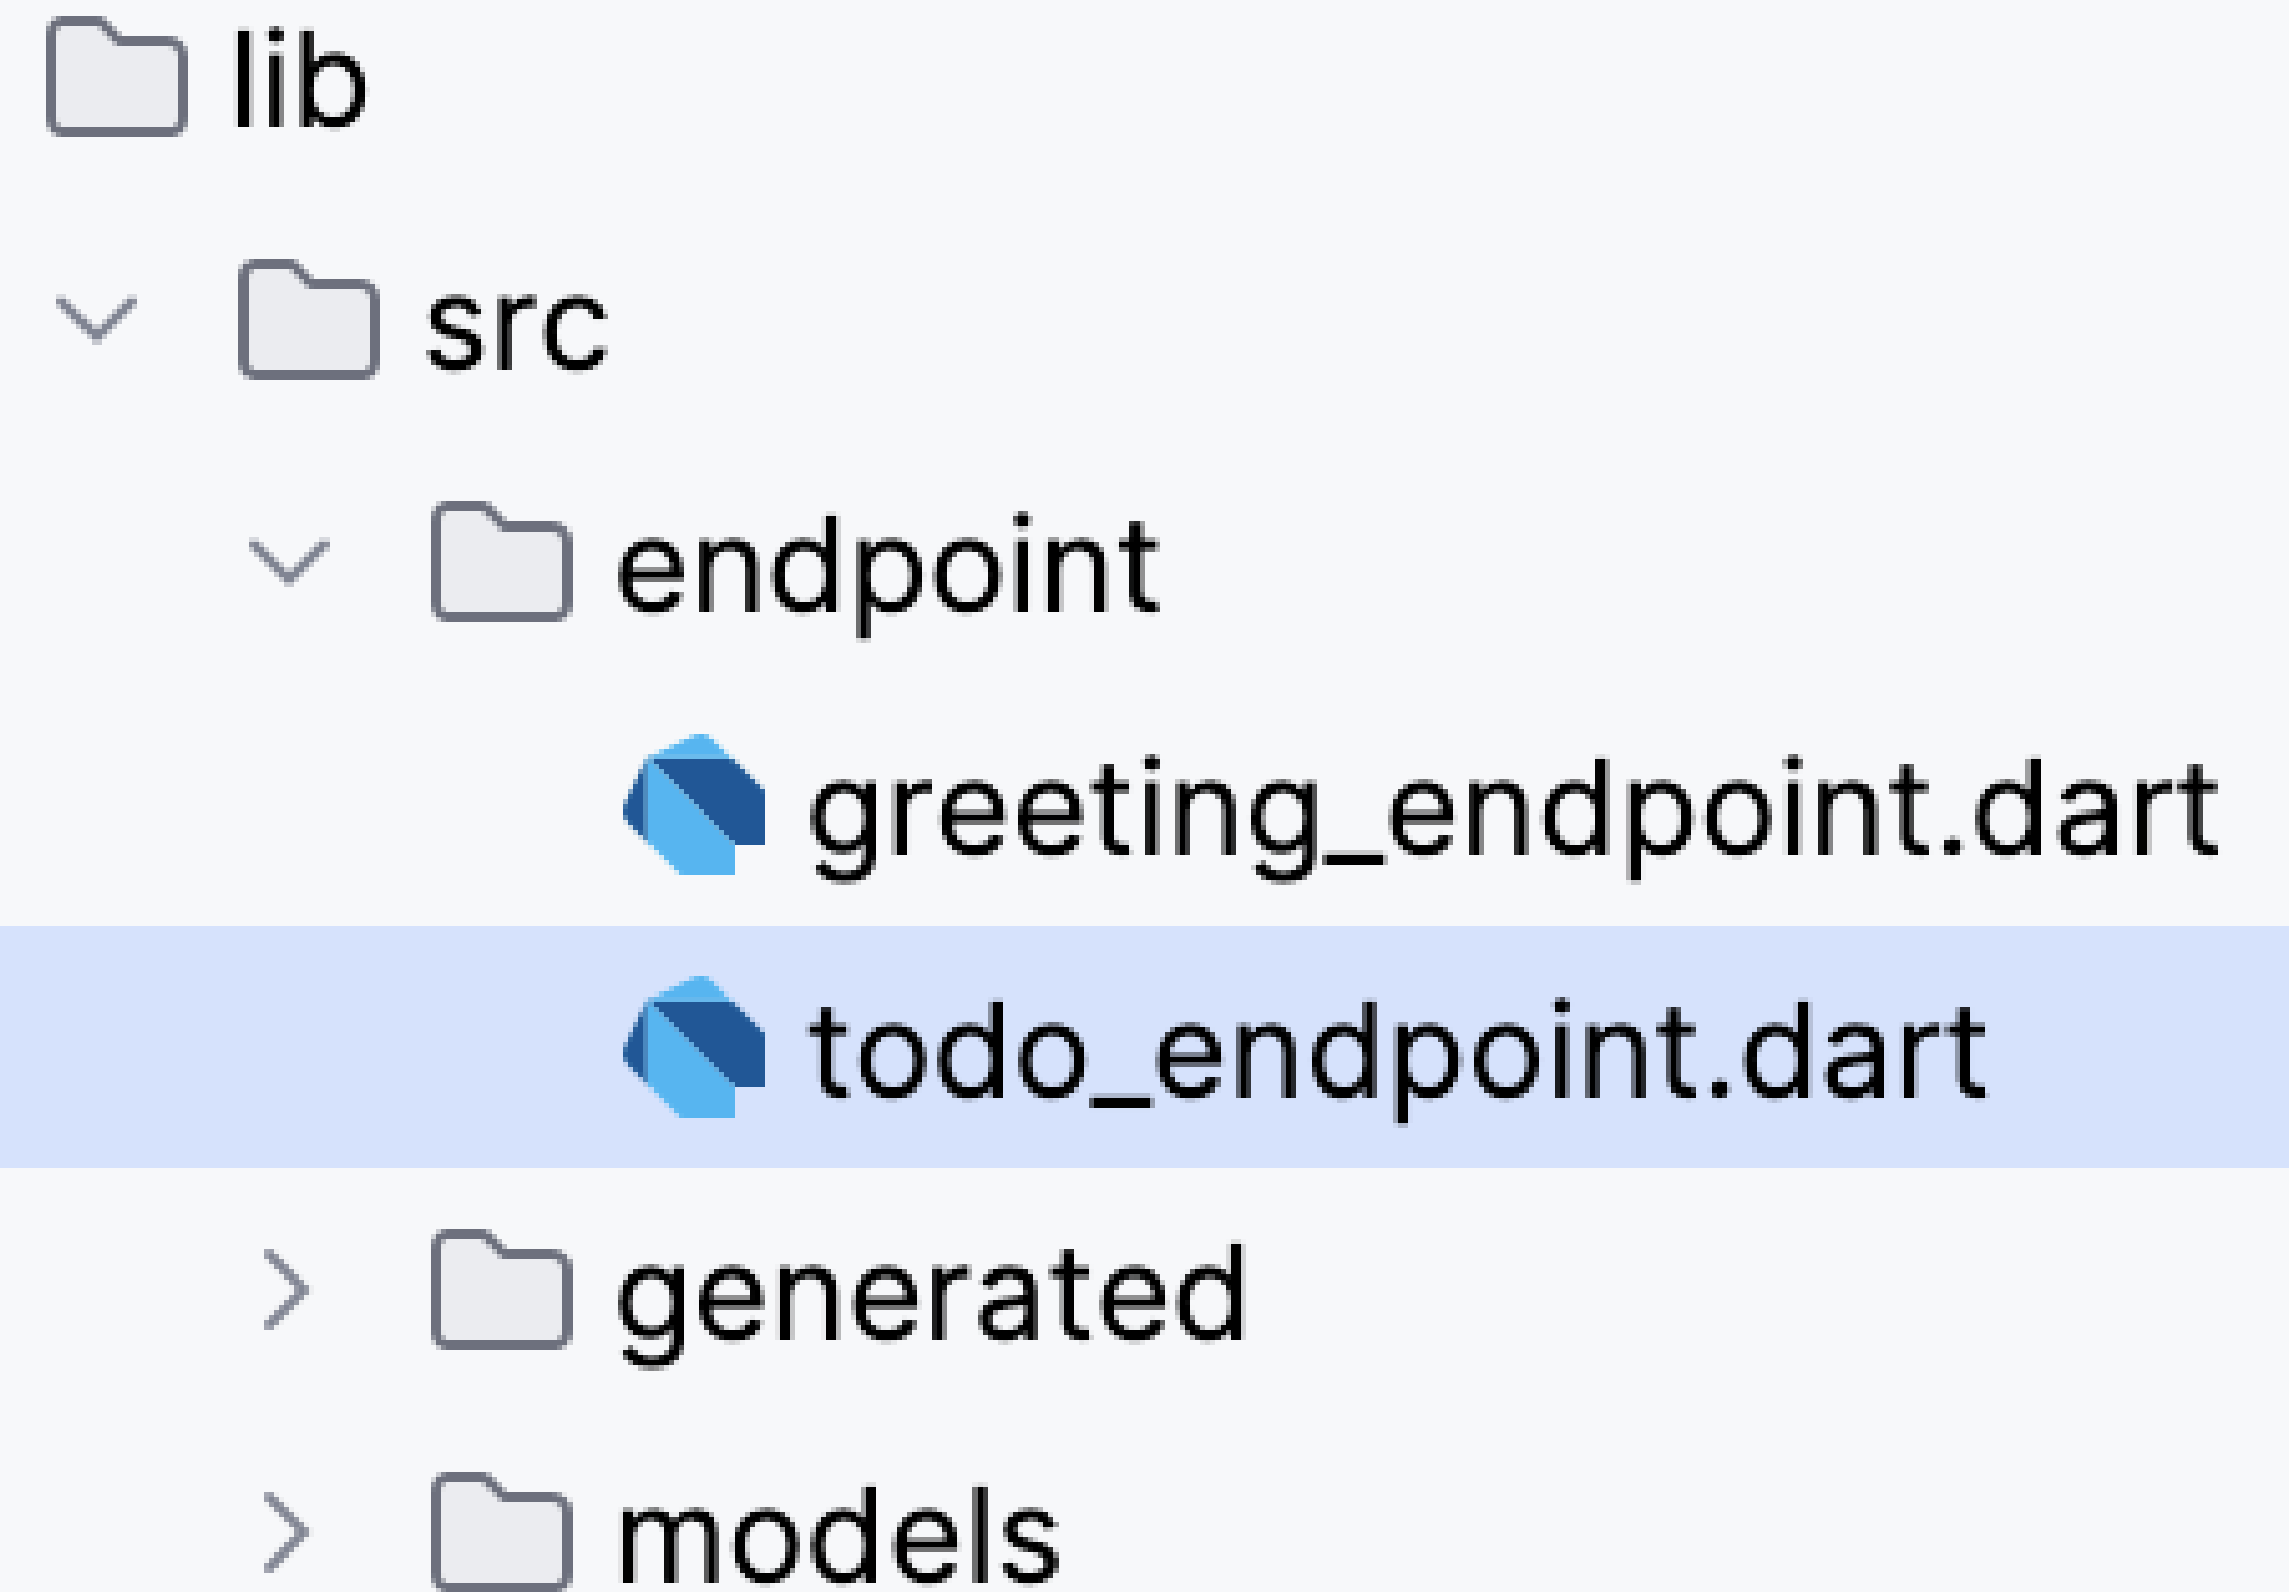 lib
src
endpoint
greeting_endpoint.dart
todo_endpoint.dart
generated
models